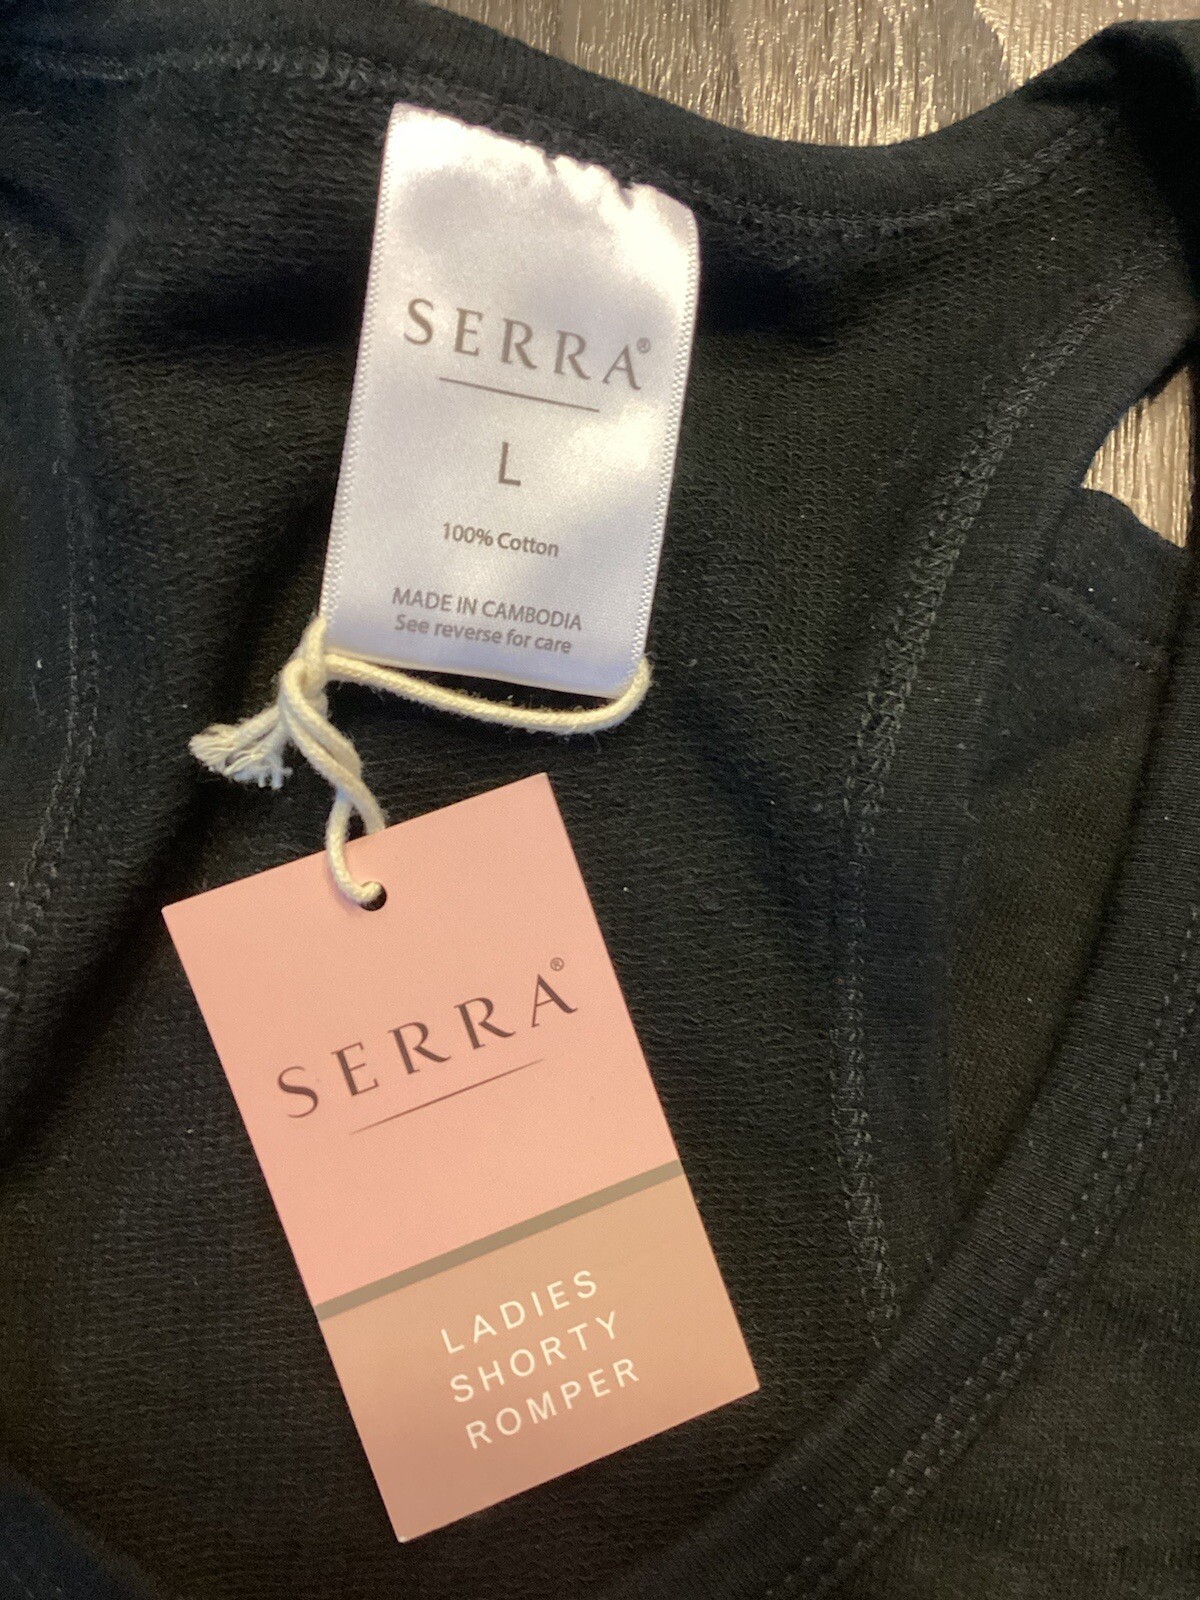 SERRA®
L
100% Cotton
MADE IN CAMBODIA
See reverse for care
SERRA®
LADIES
SHORTY
ROMPER